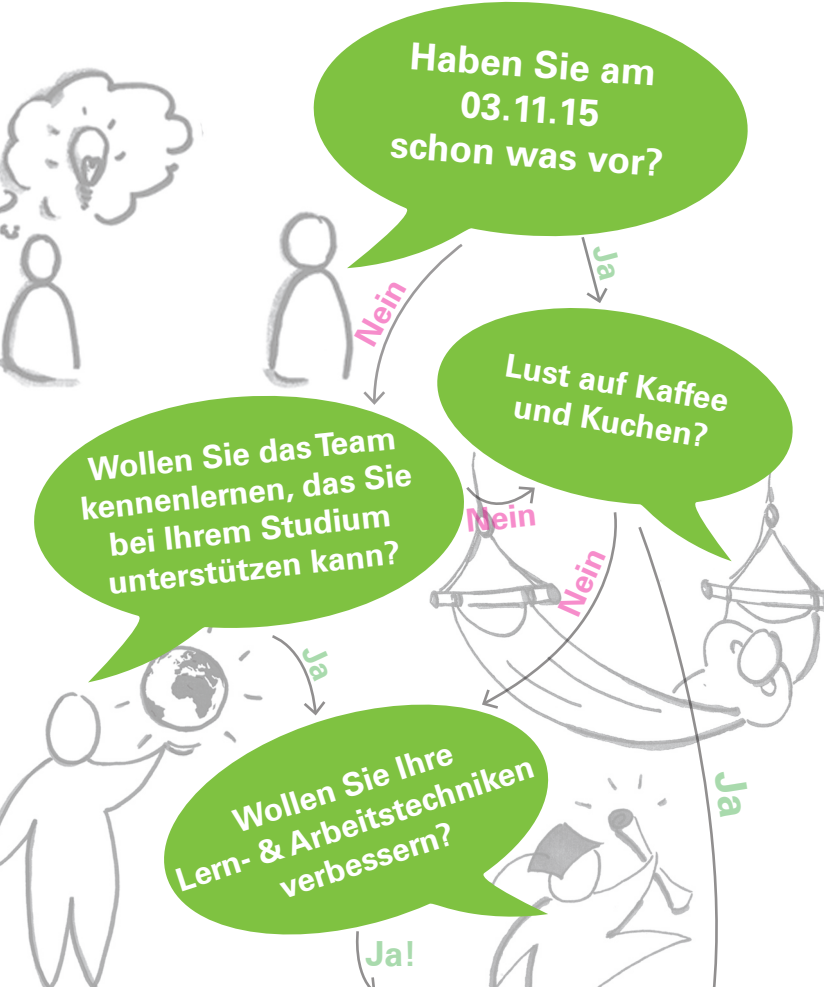 Haben Sie am
03.11.15
schon was vor?
Ja
Nein
Lust auf Kaffee
und Kuchen?
Wollen Sie das Team
kennenlernen, das Sie
bei Ihrem Studium
unterstützen kann?
Nein
Nein
Ja
Wollen Sie Ihre
Lern- & Arbeitstechniken
verbessern?
Ja
Ja!